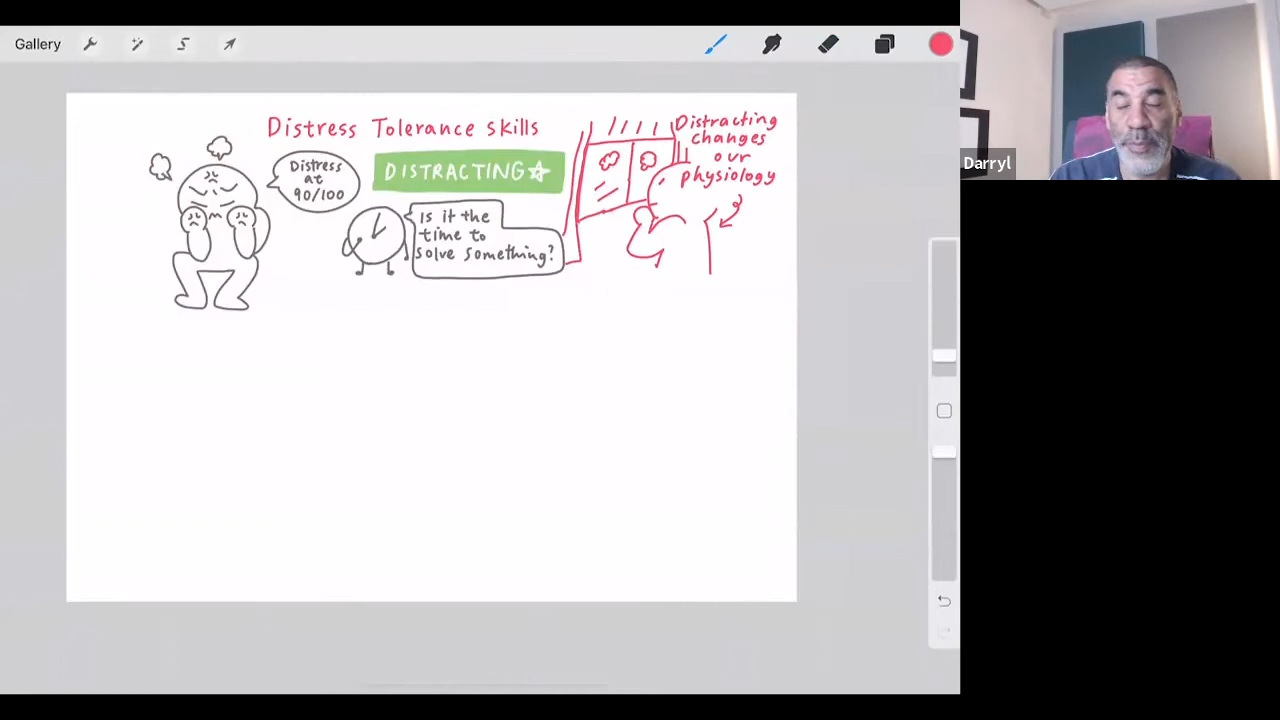 Gallery
Distress Tolerance Skills
Distress
at
90/100
DISTRACTING
Is it the
time to
solve something?
Distracting
changes
our
physiology
Darryl